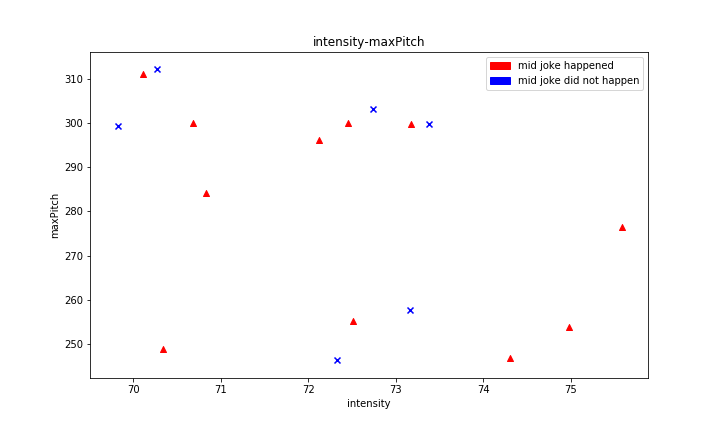 intensity-maxPitch
mid joke happened
mid joke did not happen
310
300
290
280
270
260
250
maxPitch
70 71 72 73 74 75
intensity